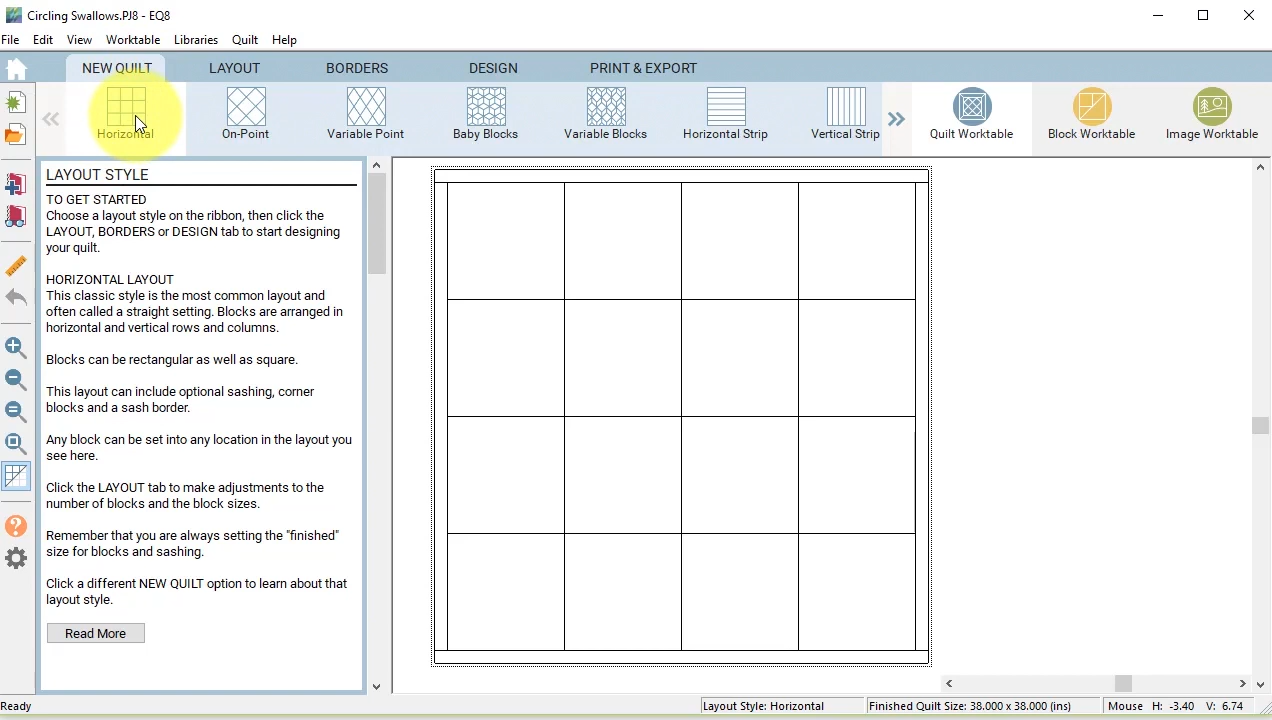 Circling Swallows.PJ8 - EQ8
File Edit View Worktable Libraries Quilt Help
NEW QUILT LAYOUT BORDERS DESIGN PRINT & EXPORT
Horizontal On-Point Variable Point Baby Blocks Variable Blocks Horizontal Strip Vertical Strip Quilt Worktable Block Worktable Image Worktable
LAYOUT STYLE
TO GET STARTED
Choose a layout style on the ribbon, then click the
LAYOUT, BORDERS or DESIGN tab to start designing
your quilt.
HORIZONTAL LAYOUT
This classic style is the most common layout and
often called a straight setting. Blocks are arranged in
horizontal and vertical rows and columns.
Blocks can be rectangular as well as square.
This layout can include optional sashing, corner
blocks and a sash border.
Any block can be set into any location in the layout you
see here.
Click the LAYOUT tab to make adjustments to the
number of blocks and the block sizes.
Remember that you are always setting the "finished"
size for blocks and sashing.
Click a different NEW QUILT option to learn about that
layout style.
Read More
Ready Layout Style: Horizontal Finished Quilt Size: 38.000 x 38.000 (ins) Mouse H: -3.40 V: 6.74